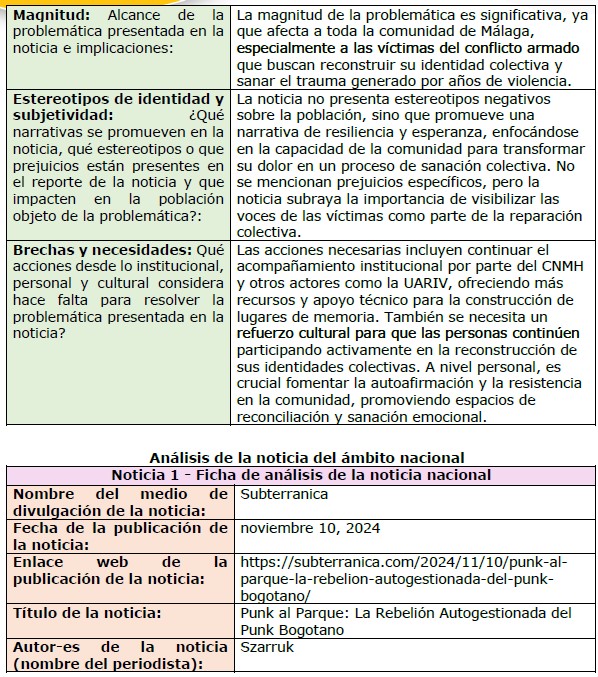 Magnitud: Alcance de la
problemática presentada en la
noticia e implicaciones:
La magnitud de la problemática es significativa, ya
que afecta a toda la comunidad de Málaga,
especialmente a las víctimas del conflicto armado
que buscan reconstruir su identidad colectiva y
sanar el trauma generado por años de violencia.
Estereotipos de identidad y
subjetividad: ¿Qué
narrativas se promueven en la
noticia, qué estereotipos o que
prejuicios están presentes en
el reporte de la noticia y que
impacten en la población
objeto de la problemática?:
La noticia no presenta estereotipos negativos
sobre la población, sino que promueve una
narrativa de resiliencia y esperanza, enfocándose
en la capacidad de la comunidad para transformar
su dolor en un proceso de sanación colectiva. No
se mencionan prejuicios específicos, pero la
noticia subraya la importancia de visibilizar las
voces de las víctimas como parte de la reparación
colectiva.
Brechas y necesidades: Qué
acciones desde lo institucional,
personal y cultural considera
hace falta para resolver la
problemática presentada en la
noticia?
Las acciones necesarias incluyen continuar el
acompañamiento institucional por parte del CNMH
y otros actores como la UARIV, ofreciendo más
recursos y apoyo técnico para la construcción de
lugares de memoria. También se necesita un
refuerzo cultural para que las personas continúen
participando activamente en la reconstrucción de
sus identidades colectivas. A nivel personal, es
crucial fomentar la autoafirmación y la resistencia
en la comunidad, promoviendo espacios de
reconciliación y sanación emocional.
Análisis de la noticia del ámbito nacional
Noticia 1 - Ficha de análisis de la noticia nacional
Nombre del medio de
divulgación de la noticia:
Subterranica
Fecha de la publicación de
la noticia:
noviembre 10, 2024
Enlace web de la
publicación de la noticia:
https://subterranica.com/2024/11/10/punk-al-
parque-la-rebelion-autogestionada-del-punk-
bogotano/
Título de la noticia:
Punk al Parque: La Rebelión Autogestionada del
Punk Bogotano
Autor-es de la noticia
(nombre del periodista):
Szarruk